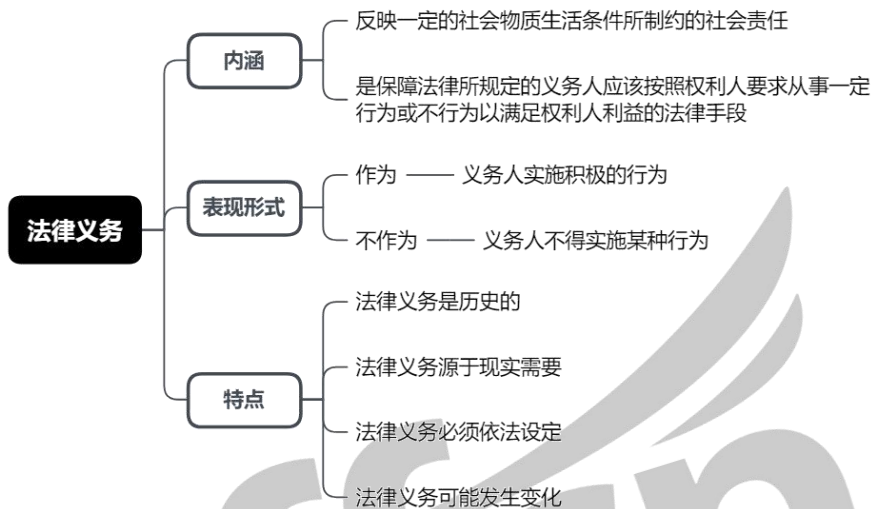 法律义务
内涵
反映一定的社会物质生活条件所制约的社会责任
是保障法律所规定的义务人应该按照权利人要求从事一定
行为或不行为以满足权利人利益的法律手段
表现形式
作为
义务人实施积极的行为
不作为
义务人不得实施某种行为
特点
法律义务是历史的
法律义务源于现实需要
法律义务必须依法设定
法律义务可能发生变化